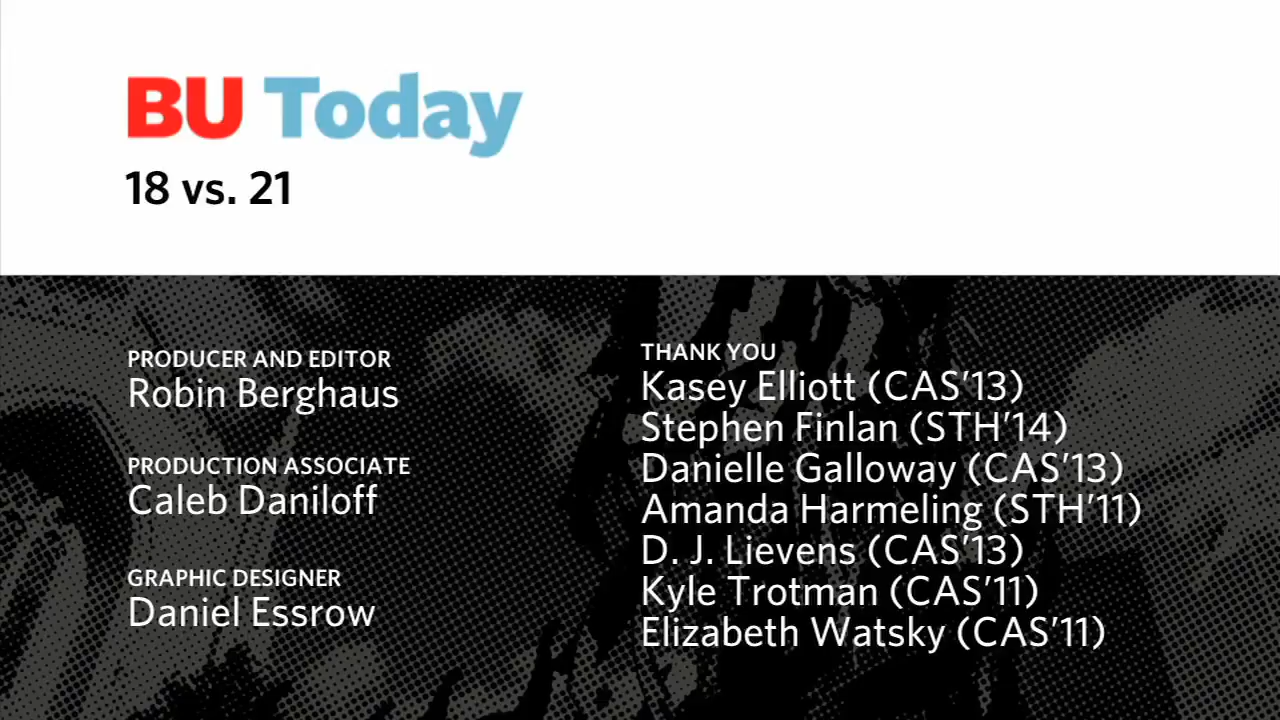 BU Today
18 vs. 21
PRODUCER AND EDITOR
Robin Berghaus
PRODUCTION ASSOCIATE
Caleb Daniloff
GRAPHIC DESIGNER
Daniel Essrow
THANK YOU
Kasey Elliott (CAS’13)
Stephen Finlan (STH’14)
Danielle Galloway (CAS’13)
Amanda Harmeling (STH’11)
D. J. Lievens (CAS’13)
Kyle Trotman (CAS’11)
Elizabeth Watsky (CAS’11)